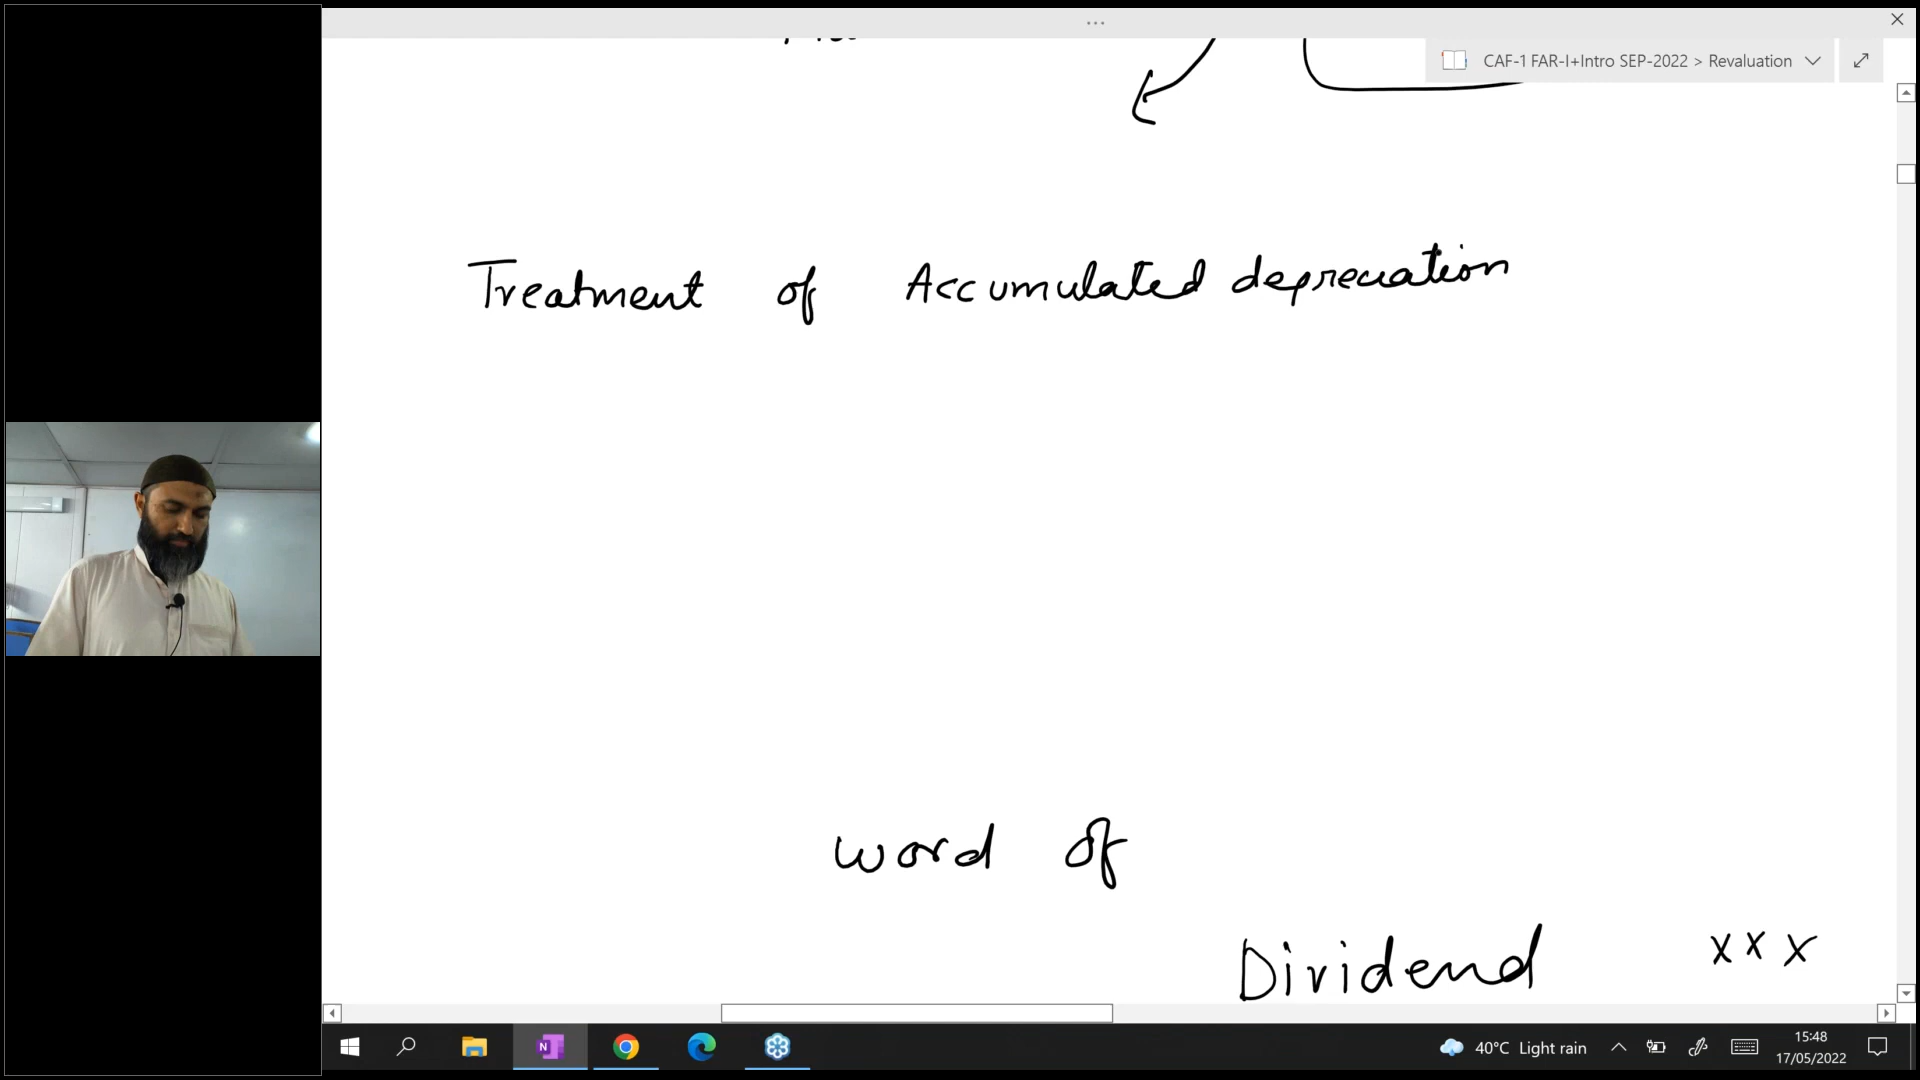 CAF-1 FAR-I+Intro SEP-2022 > Revaluation
Treatment of Accumulated depreciation
word of
Dividend xxx
40°C Light rain
15:48
17/05/2022